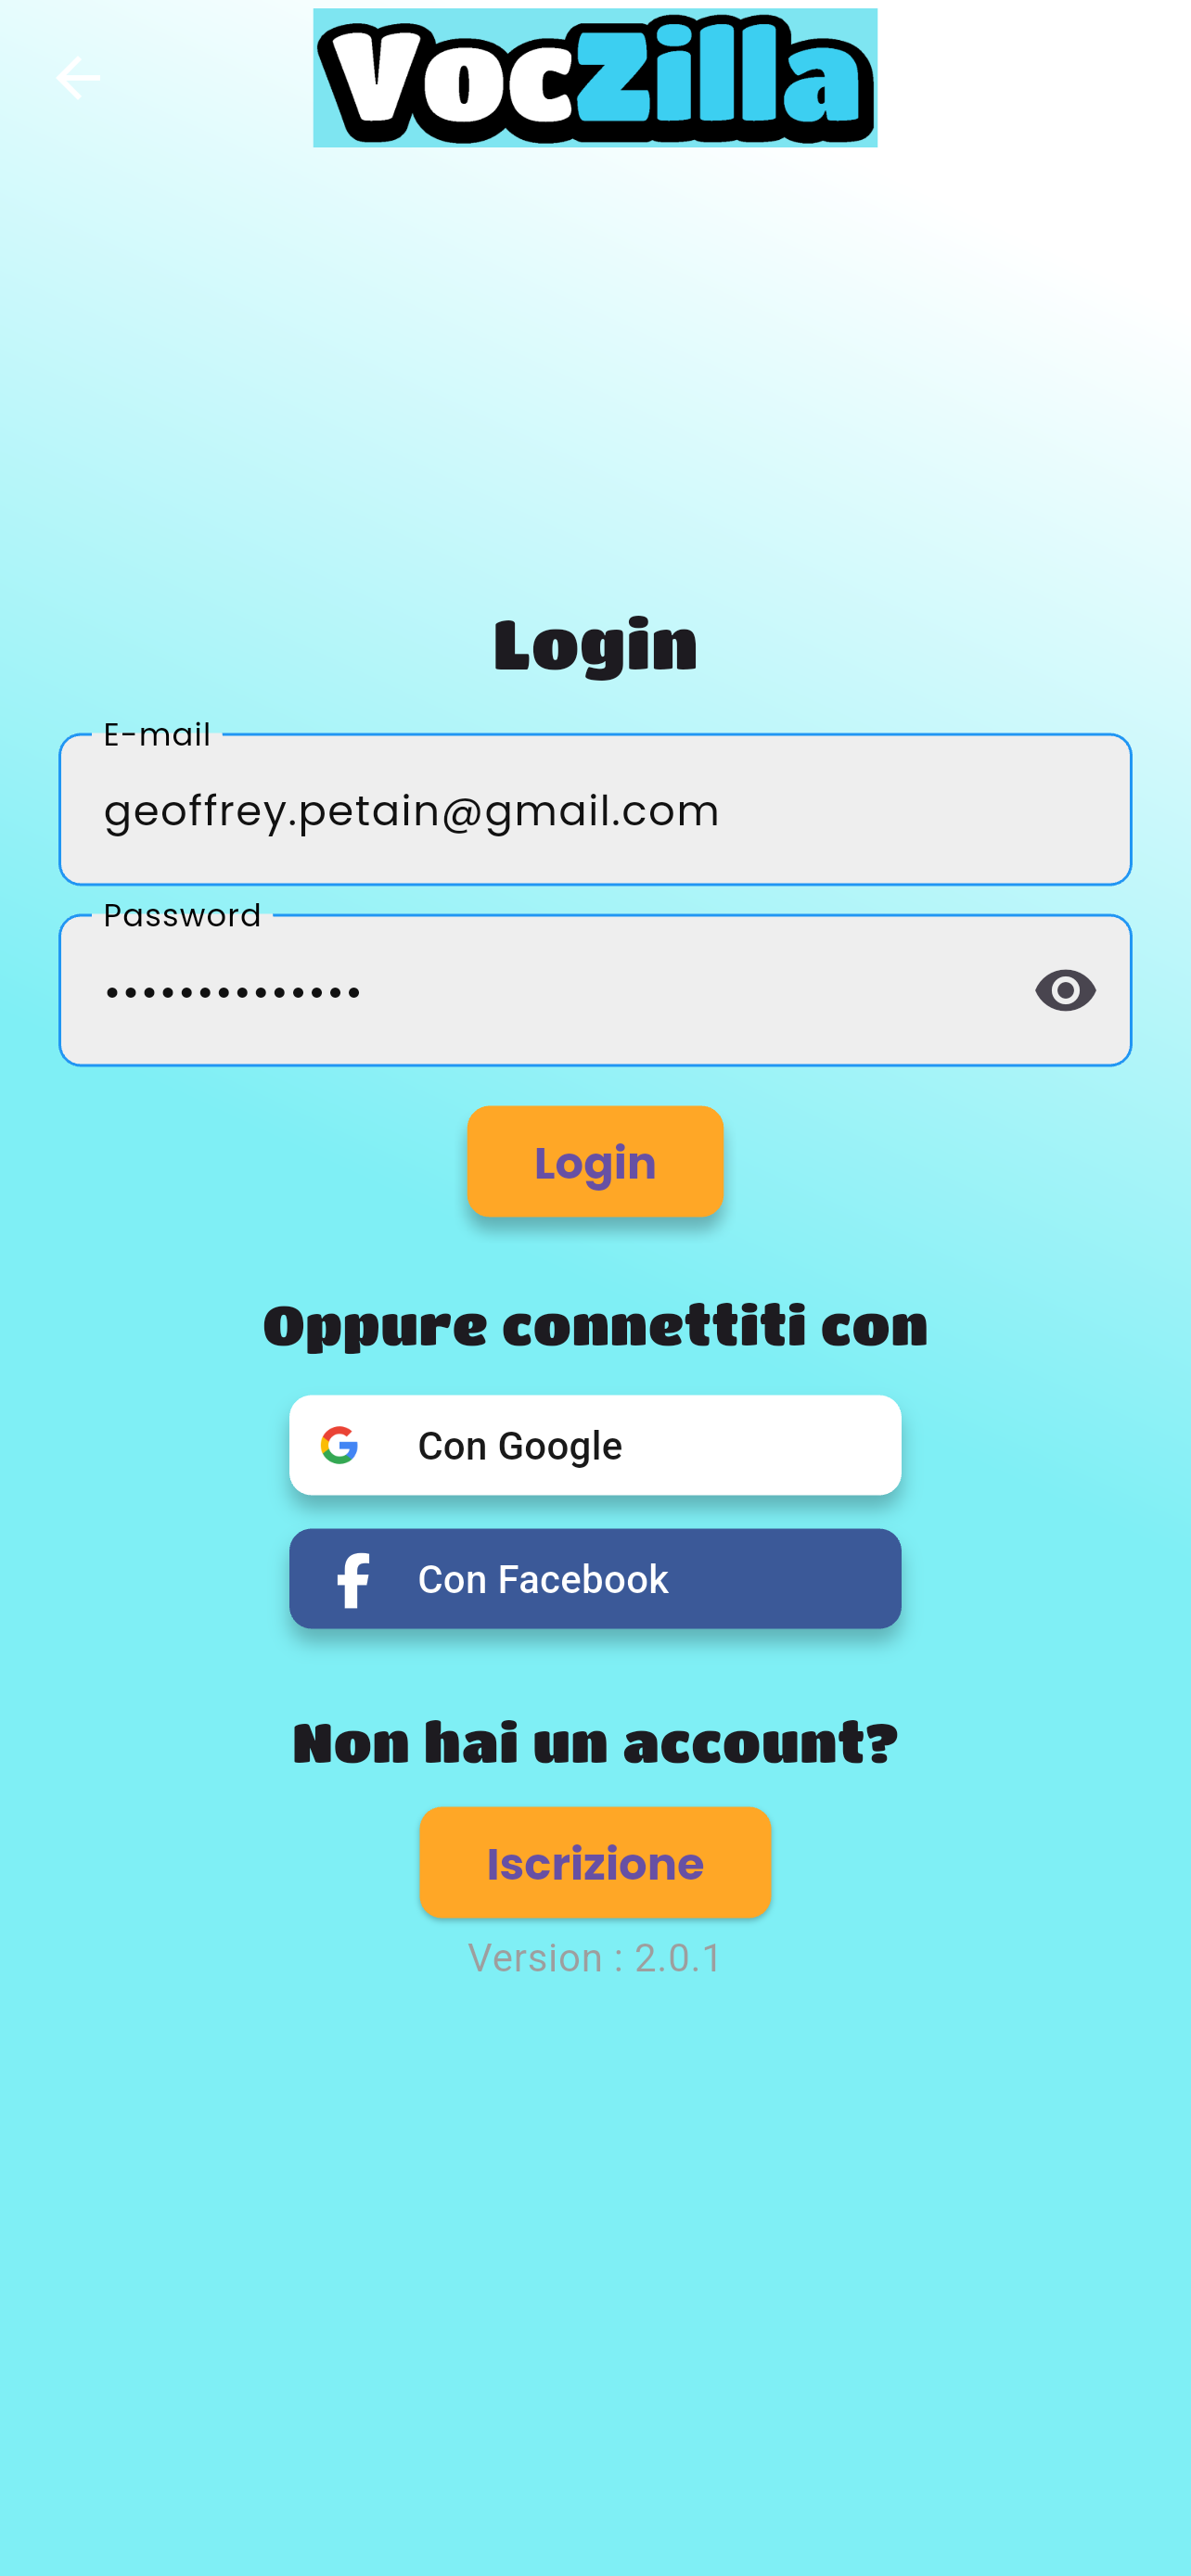 VocZilla
Login
E-mail
geoffrey.petain@gmail.com
Password
••••••••••••••
Login
Oppure connettiti con
Con Google
Con Facebook
Non hai un account?
Iscrizione
Version : 2.0.1